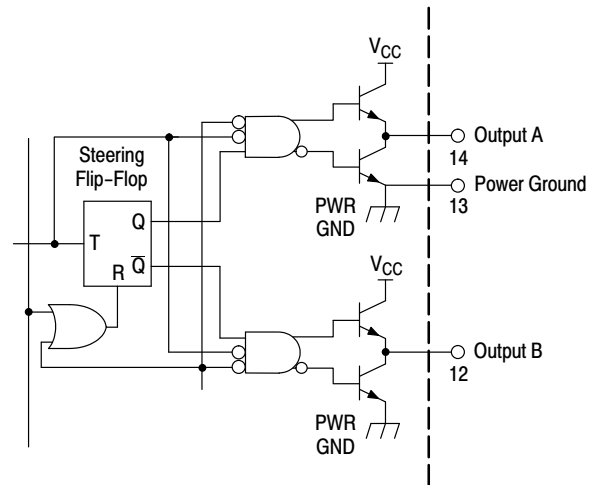 VCC
Output A
14
Steering
Flip-Flop
Power Ground
13
PWR
GND
Q
T
R
Q̅
VCC
Output B
12
PWR
GND